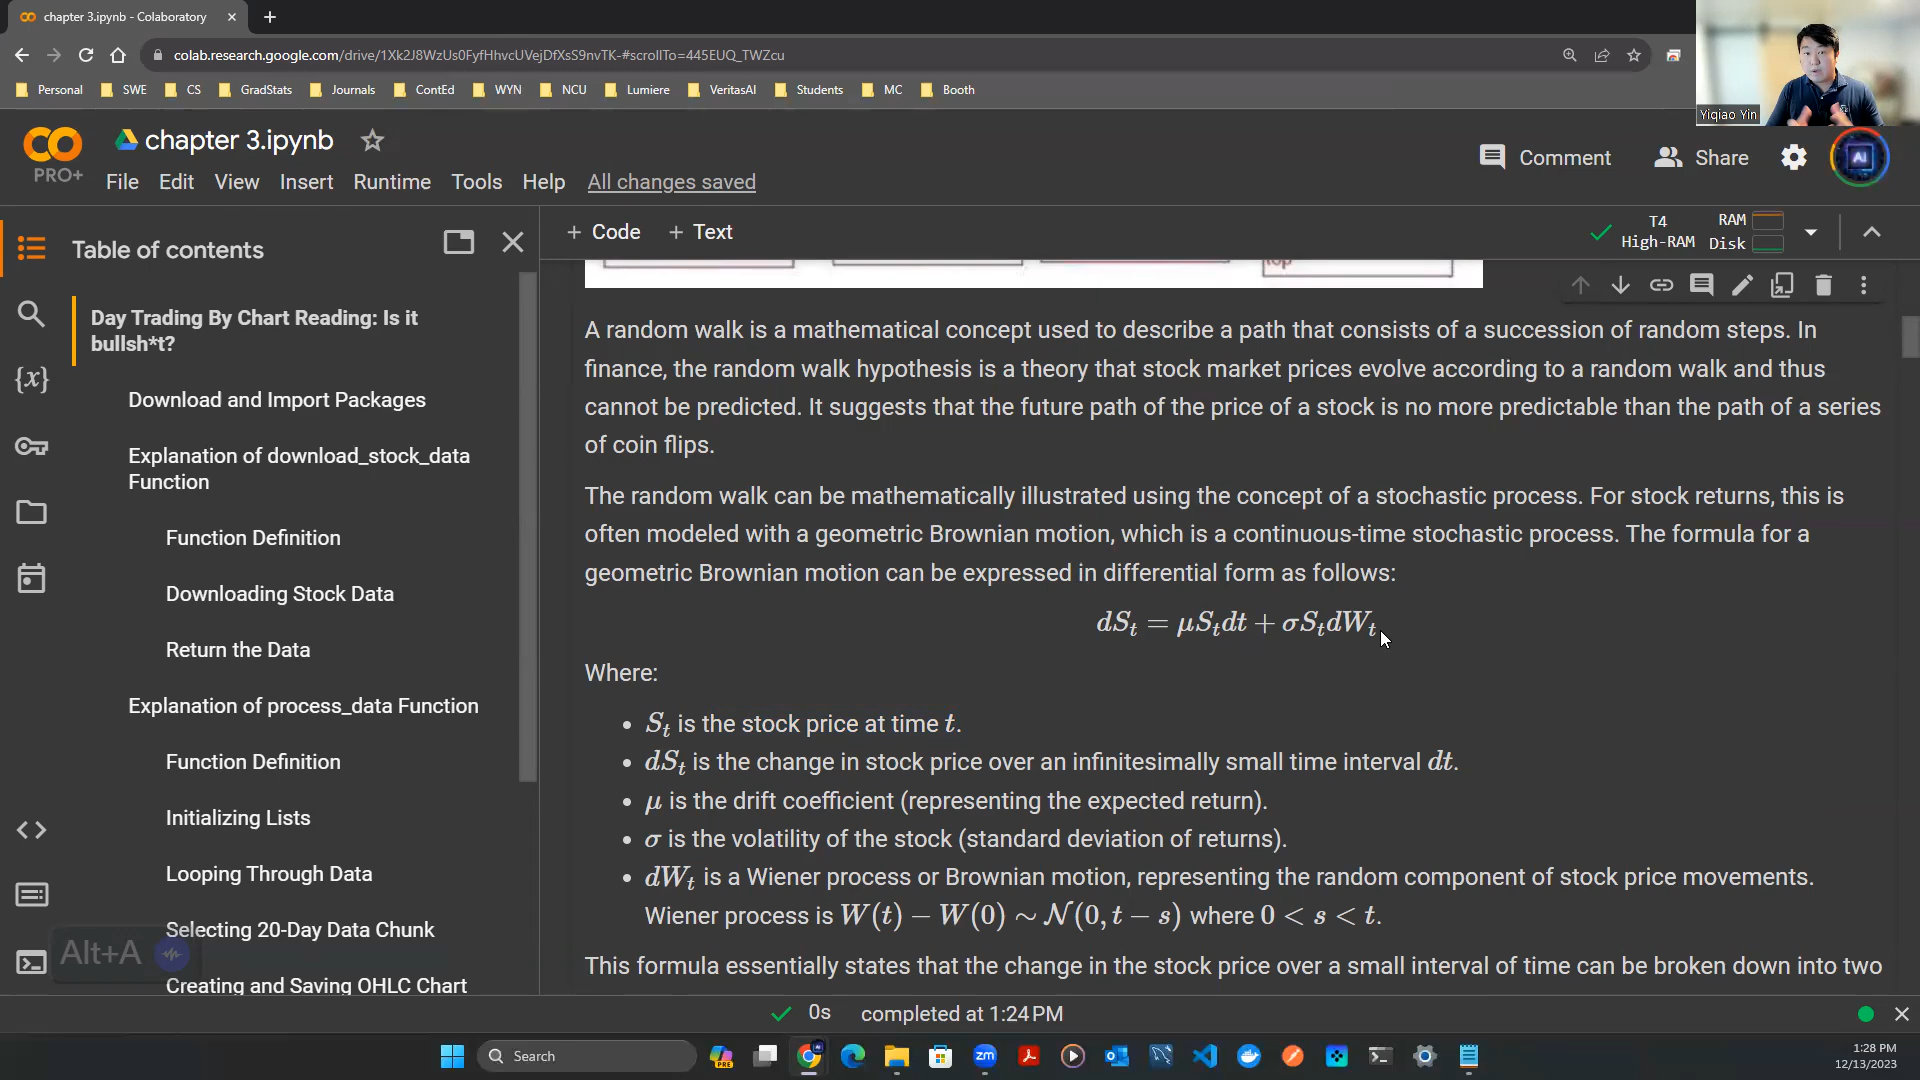 chapter 3.ipynb - Colaboratory
colab.research.google.com/drive/1Xk2J8WzUs0FyfHhvcUVejDfXsS9nvTK-#scrollTo=445EUQ_TWZcu
Personal SWE CS GradStats Journals ContEd WYN NCU Lumiere VeritasAI Students MC Booth
Yiqiao Yin
PRO+
chapter 3.ipynb
File Edit View Insert Runtime Tools Help All changes saved
Comment Share
AI
Table of contents
+ Code + Text
T4 High-RAM
RAM
Disk
Day Trading By Chart Reading: Is it
bullsh*t?
Download and Import Packages
Explanation of download_stock_data
Function
Function Definition
Downloading Stock Data
Return the Data
Explanation of process_data Function
Function Definition
Initializing Lists
Looping Through Data
Selecting 20-Day Data Chunk
Creating and Saving OHLC Chart
Alt+A
A random walk is a mathematical concept used to describe a path that consists of a succession of random steps. In
finance, the random walk hypothesis is a theory that stock market prices evolve according to a random walk and thus
cannot be predicted. It suggests that the future path of the price of a stock is no more predictable than the path of a series
of coin flips.
The random walk can be mathematically illustrated using the concept of a stochastic process. For stock returns, this is
often modeled with a geometric Brownian motion, which is a continuous-time stochastic process. The formula for a
geometric Brownian motion can be expressed in differential form as follows:
dSₜ = μSₜdt + σSₜdWₜ
Where:
• Sₜ is the stock price at time t.
• dSₜ is the change in stock price over an infinitesimally small time interval dt.
• μ is the drift coefficient (representing the expected return).
• σ is the volatility of the stock (standard deviation of returns).
• dWₜ is a Wiener process or Brownian motion, representing the random component of stock price movements.
Wiener process is W(t) − W(0) ∼ 𝒩(0, t − s) where 0 < s < t.
This formula essentially states that the change in the stock price over a small interval of time can be broken down into two
0s completed at 1:24 PM
Search
PRE
zm
1:28 PM
12/13/2023